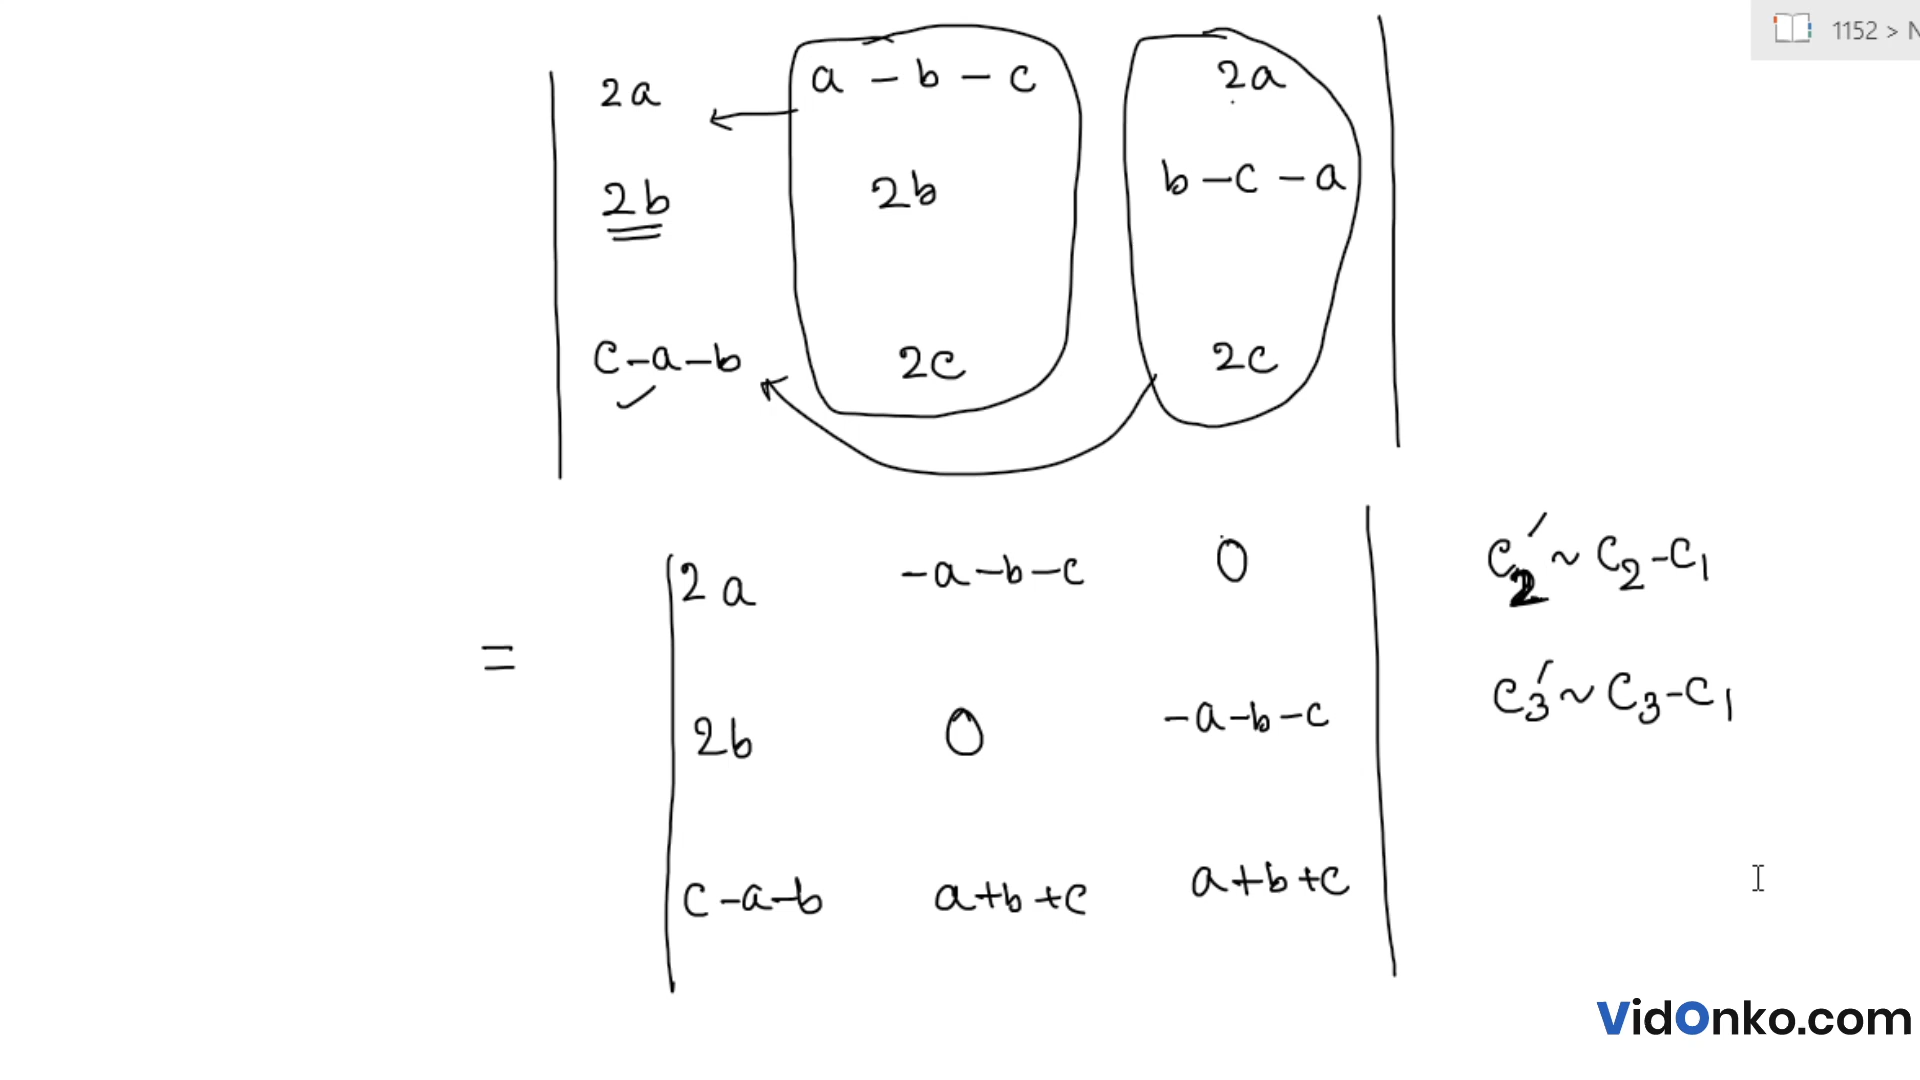 1152 > N
2a a - b - c 2a
2b 2b b - c - a
c - a - b 2c 2c
2a -a-b-c 0 C₂′ ~ C₂-C₁
= 2b 0 -a-b-c C₃′ ~ C₃-C₁
c-a-b a+b+c a+b+c
VidOnko.com